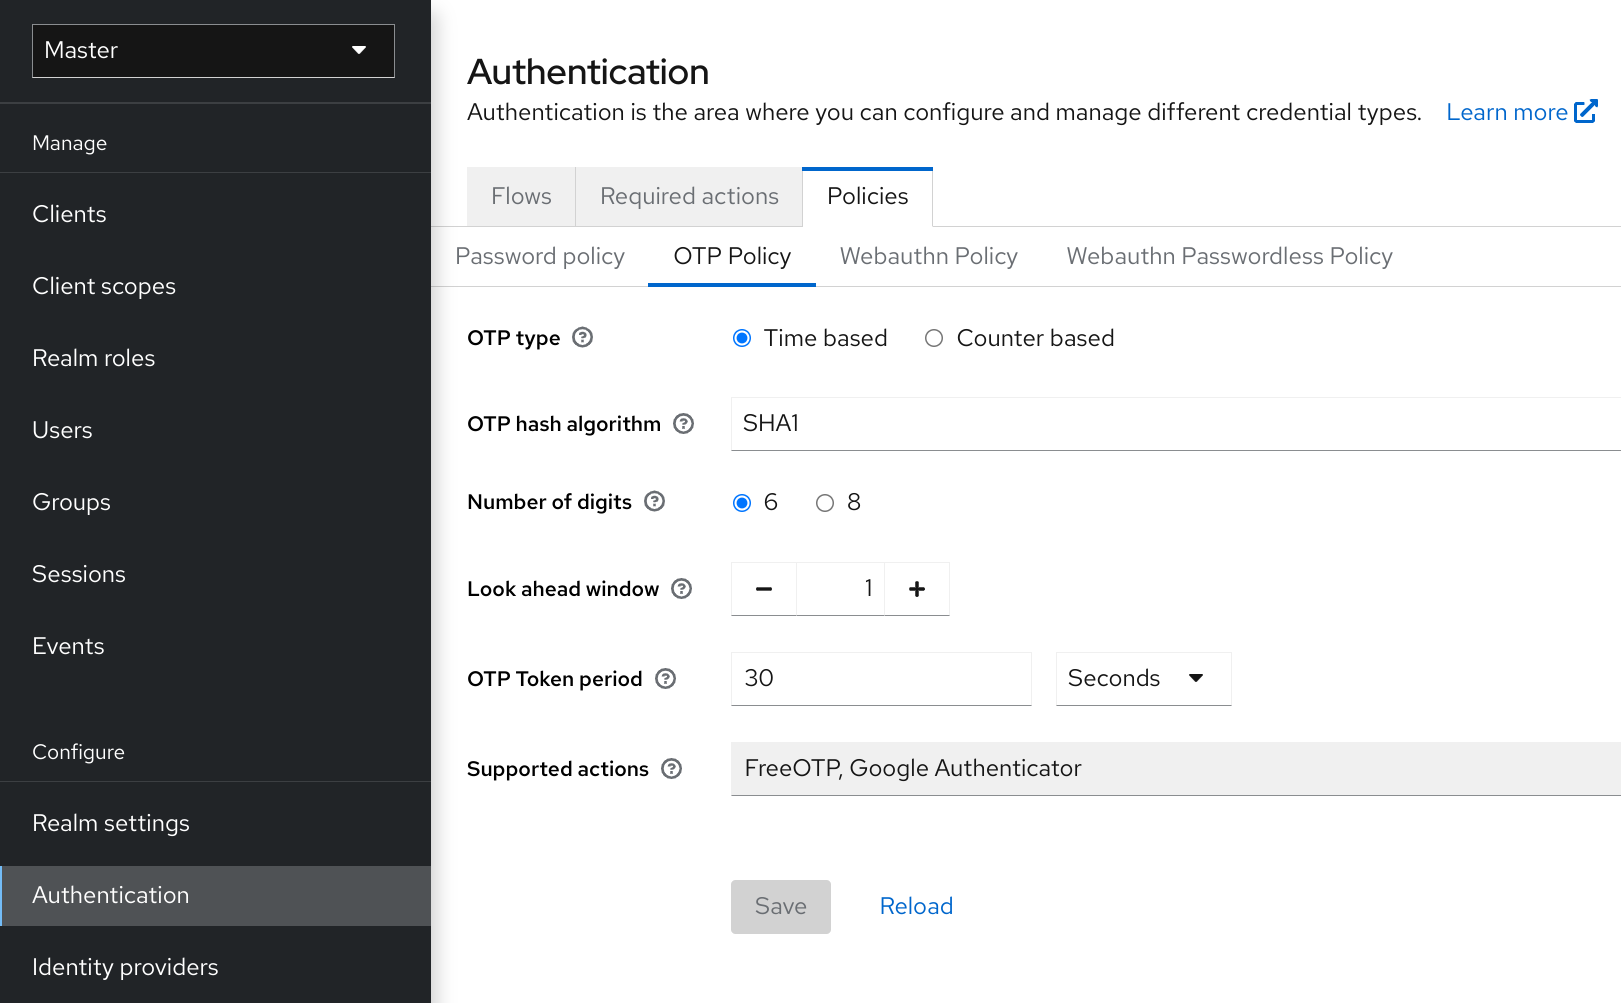 Master
Manage
Clients
Client scopes
Realm roles
Users
Groups
Sessions
Events
Configure
Realm settings
Authentication
Identity providers
Authentication
Authentication is the area where you can configure and manage different credential types. Learn more
Flows Required actions Policies
Password policy OTP Policy Webauthn Policy Webauthn Passwordless Policy
OTP type ? Time based Counter based
OTP hash algorithm ? SHA1
Number of digits ? 6 8
Look ahead window ? − 1 +
OTP Token period ? 30 Seconds
Supported actions ? FreeOTP, Google Authenticator
Save Reload